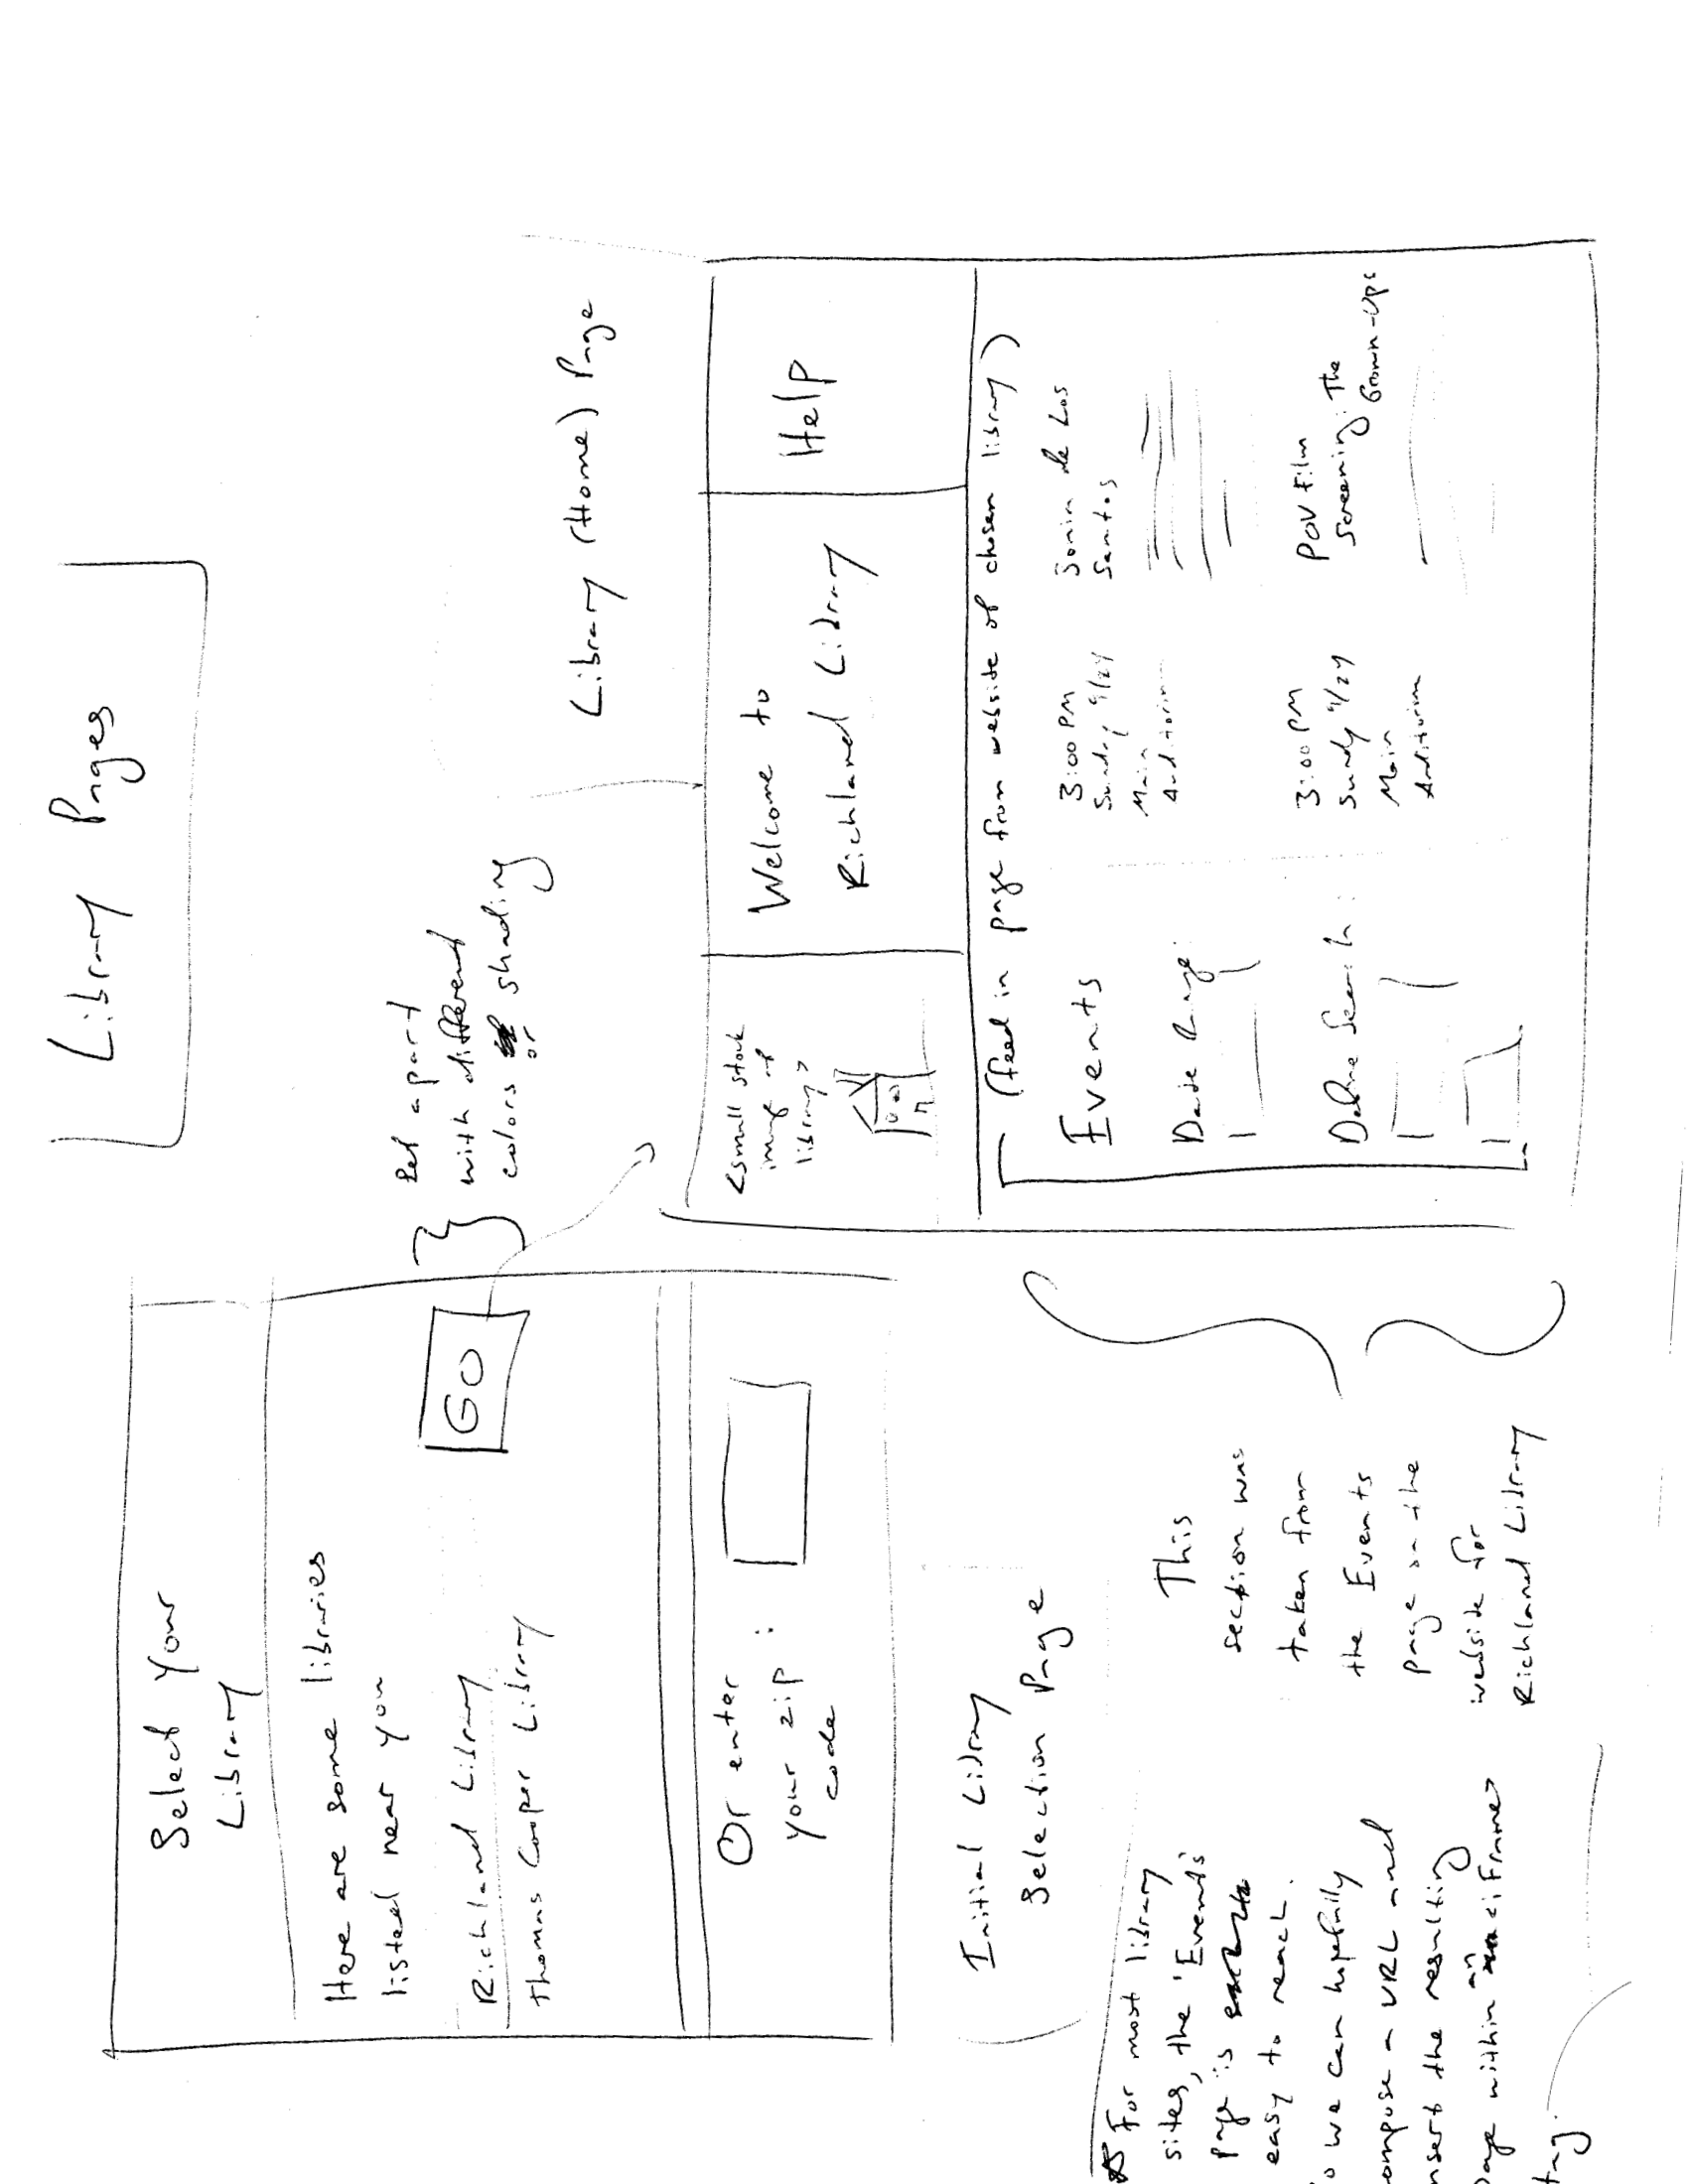 Library Pages
Select Your
Library
Here are some libraries
listed near you
Richland Library
Thomas Cooper Library
GO
Or enter
your zip :
code
Initial Library
Selection Page
Set apart
with different
colors or shading
Library (Home) Page
<small stock
image of
library>
Welcome to
Richland Library
Help
(feed in page from website of chosen library)
Events
Date Range:
3:00 PM
Sunday 9/24
Main
Auditorium
Sonia de Los
Santos
3:00 PM
Sunday 9/24
Main
Auditorium
POV Film
Screening: The
Grown-Ups
This
section was
taken from
the Events
page on the
website for
Richland Library
For most library
sites, the 'Events'
page is
easy to reach.
we can hopefully
compose a URL and
insert the resulting
page within an iFrame
tag.